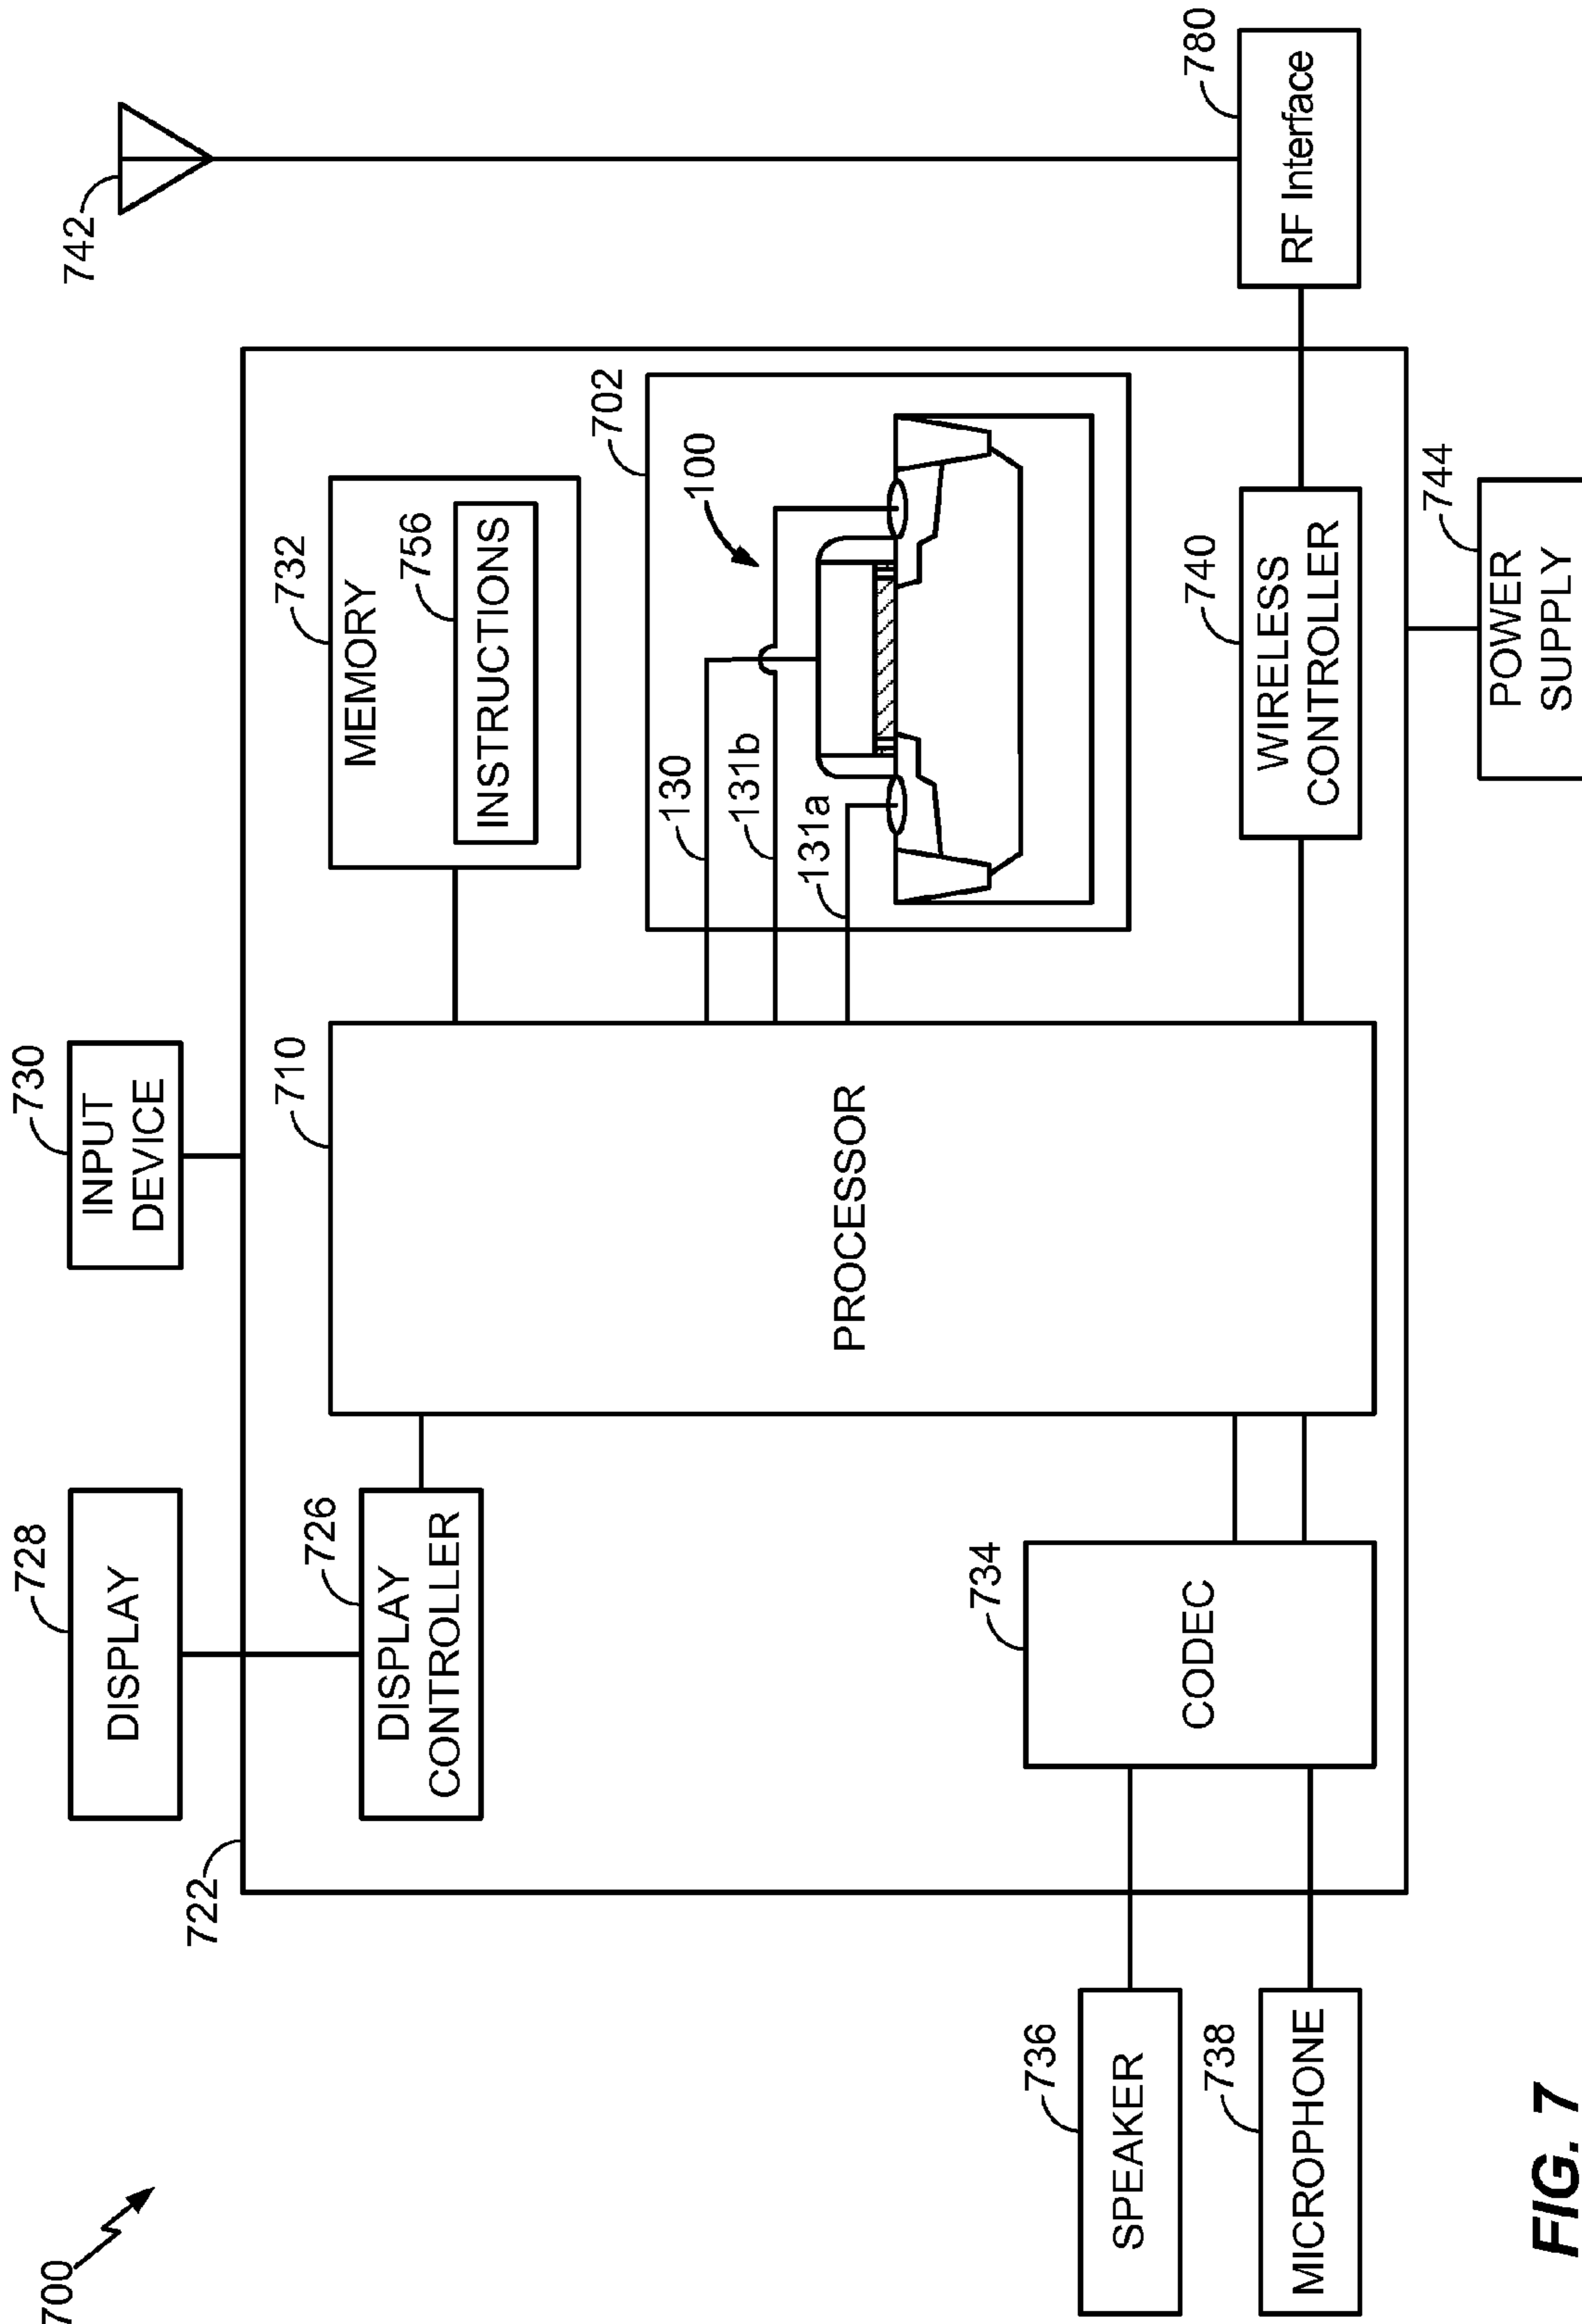 700
728
DISPLAY
730
INPUT
DEVICE
742
722
726
DISPLAY
CONTROLLER
710
PROCESSOR
732
MEMORY
756
INSTRUCTIONS
702
100
130
131b
131a
734
CODEC
736
SPEAKER
738
MICROPHONE
740
WIRELESS
CONTROLLER
780
RF Interface
744
POWER
SUPPLY
FIG. 7